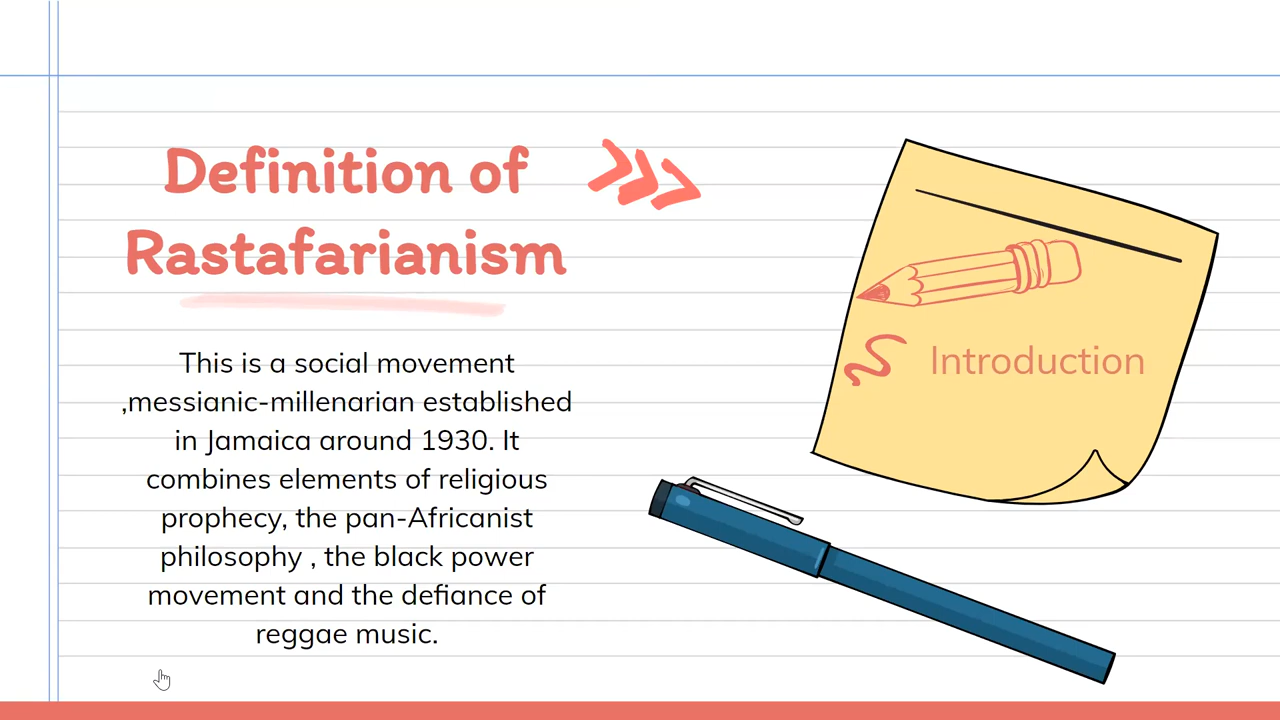 Definition of
Rastafarianism
This is a social movement
,messianic-millenarian established
in Jamaica around 1930. It
combines elements of religious
prophecy, the pan-Africanist
philosophy , the black power
movement and the defiance of
reggae music.
Introduction